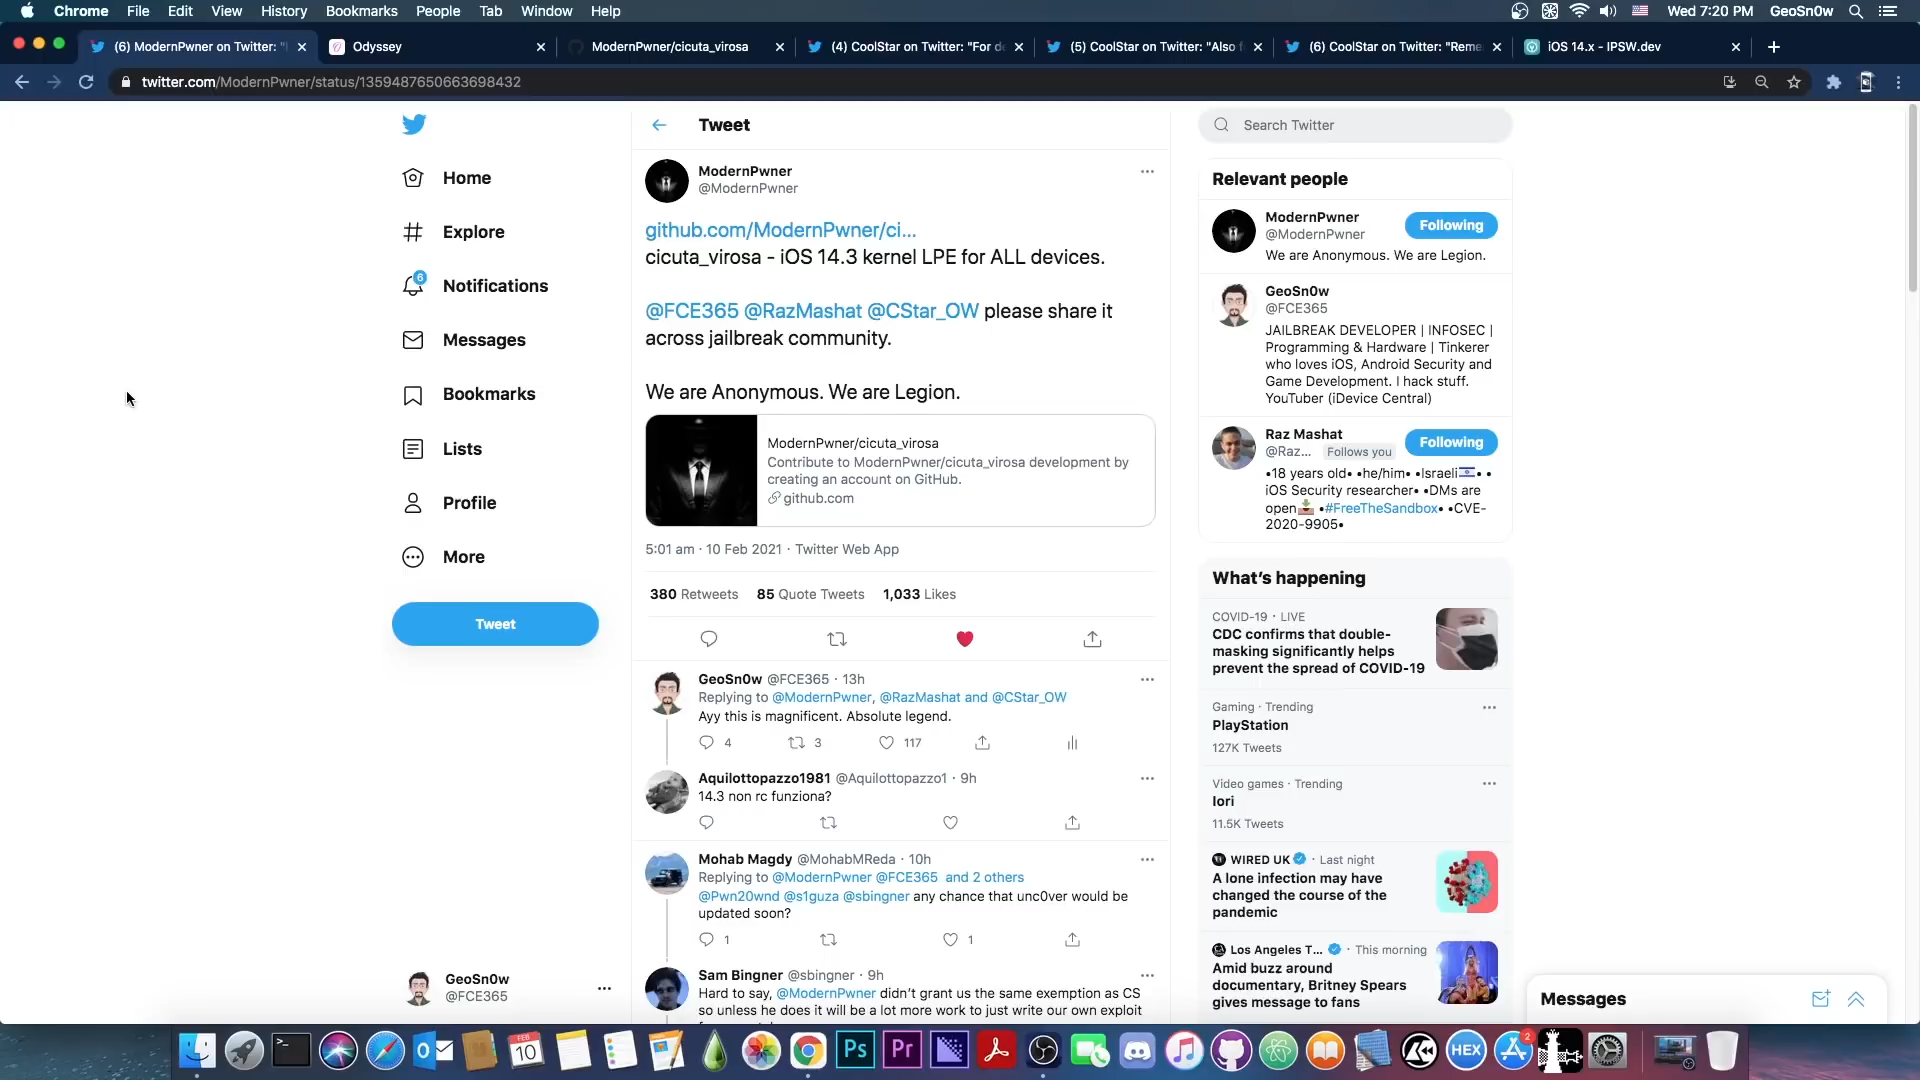 Chrome File Edit View History Bookmarks People Tab Window Help
Wed 7:20 PM GeoSn0w
(6) ModernPwner on Twitter: "
Odyssey
ModernPwner/cicuta_virosa
(4) CoolStar on Twitter: "For de
(5) CoolStar on Twitter: "Also f
(6) CoolStar on Twitter: "Reme
iOS 14.x - IPSW.dev
twitter.com/ModernPwner/status/1359487650663698432
Home
Explore
6
Notifications
Messages
Bookmarks
Lists
Profile
More
Tweet
GeoSn0w
@FCE365
Tweet
ModernPwner
@ModernPwner
github.com/ModernPwner/ci...
cicuta_virosa - iOS 14.3 kernel LPE for ALL devices.
@FCE365 @RazMashat @CStar_OW please share it
across jailbreak community.
We are Anonymous. We are Legion.
ModernPwner/cicuta_virosa
Contribute to ModernPwner/cicuta_virosa development by
creating an account on GitHub.
github.com
5:01 am · 10 Feb 2021 · Twitter Web App
380 Retweets 85 Quote Tweets 1,033 Likes
GeoSn0w @FCE365 · 13h
Replying to @ModernPwner, @RazMashat and @CStar_OW
Ayy this is magnificent. Absolute legend.
4 3 117
Aquilottopazzo1981 @Aquilottopazzo1 · 9h
14.3 non rc funziona?
Mohab Magdy @MohabMReda · 10h
Replying to @ModernPwner @FCE365 and 2 others
@Pwn20wnd @s1guza @sbingner any chance that unc0ver would be
updated soon?
1 1
Sam Bingner @sbingner · 9h
Hard to say, @ModernPwner didn't grant us the same exemption as CS
so unless he does it will be a lot more work to just write our own exploit
Search Twitter
Relevant people
ModernPwner
@ModernPwner
Following
We are Anonymous. We are Legion.
GeoSn0w
@FCE365
JAILBREAK DEVELOPER | INFOSEC |
Programming & Hardware | Tinkerer
who loves iOS, Android Security and
Game Development. I hack stuff.
YouTuber (iDevice Central)
Raz Mashat
@Raz... Follows you
Following
•18 years old• •he/him• •Israeli🇮🇱• •
iOS Security researcher• •DMs are
open📥 •#FreeTheSandbox• •CVE-
2020-9905•
What's happening
COVID-19 · LIVE
CDC confirms that double-
masking significantly helps
prevent the spread of COVID-19
Gaming · Trending
PlayStation
127K Tweets
Video games · Trending
Iori
11.5K Tweets
WIRED UK · Last night
A lone infection may have
changed the course of the
pandemic
Los Angeles T... · This morning
Amid buzz around
documentary, Britney Spears
gives message to fans
Messages
FEB
10
Ps
Pr
HEX
2